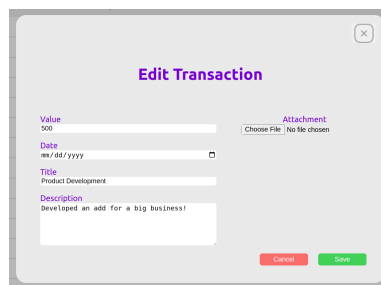 Edit Transaction
Value
500
Attachment
Choose File No file chosen
Date
mm/dd/yyyy
Title
Product Development
Description
Developed an add for a big business!
Cancel
Save